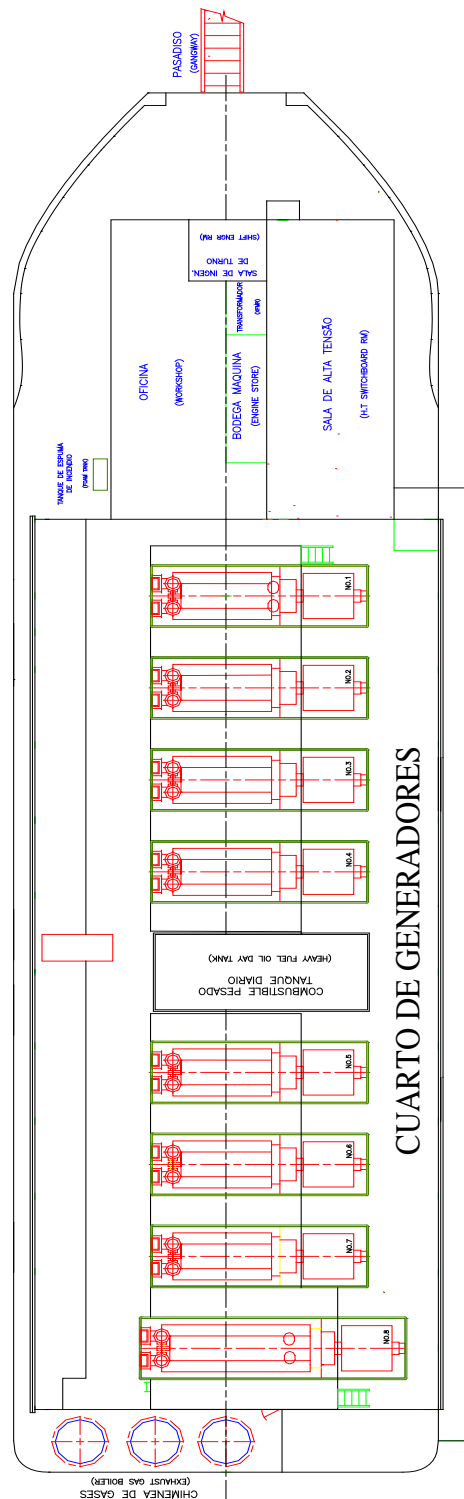 PASADISO
(GANGWAY)
(SHIFT ENGR RM)
DE TURNO
SALA DE INGEN.
TRANSFORMADOR
OFICINA
(WORKSHOP)
BODEGA MAQUINA
(ENGINE STORE)
SALA DE ALTA TENSÃO
(H.T SWITCHBOARD RM)
TANQUE DE ESPUMA
DE INCENDIO
(FOAM TANK)
NO.1
NO.2
NO.3
NO.4
COMBUSTIBLE PESADO
TANQUE DIARIO
(HEAVY FUEL OIL DAY TANK)
CUARTO DE GENERADORES
NO.5
NO.6
NO.7
NO.8
CHIMENEA DE GASES
(EXHAUST GAS BOILER)